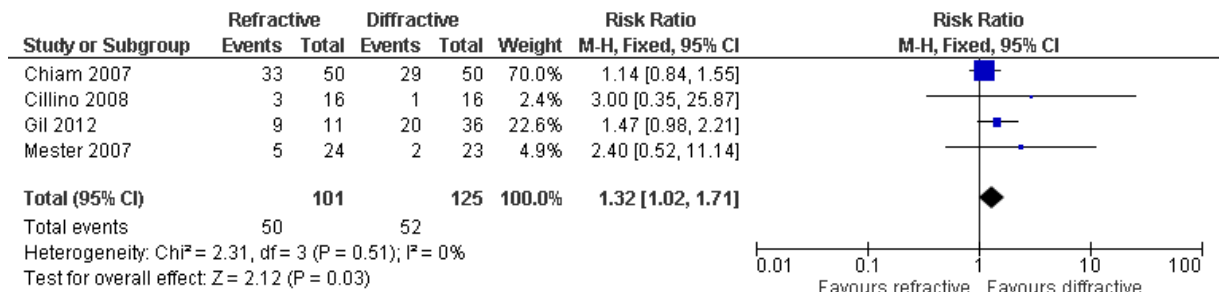 Refractive Diffractive Risk Ratio Risk Ratio
Study or Subgroup Events Total Events Total Weight M-H, Fixed, 95% CI M-H, Fixed, 95% CI
Chiam 2007 33 50 29 50 70.0% 1.14 [0.84, 1.55]
Cillino 2008 3 16 1 16 2.4% 3.00 [0.35, 25.87]
Gil 2012 9 11 20 36 22.6% 1.47 [0.98, 2.21]
Mester 2007 5 24 2 23 4.9% 2.40 [0.52, 11.14]
Total (95% CI) 101 125 100.0% 1.32 [1.02, 1.71]
Total events 50 52
Heterogeneity: Chi² = 2.31, df = 3 (P = 0.51); I² = 0%
Test for overall effect: Z = 2.12 (P = 0.03)
0.01 0.1 1 10 100
Favours refractive Favours diffractive